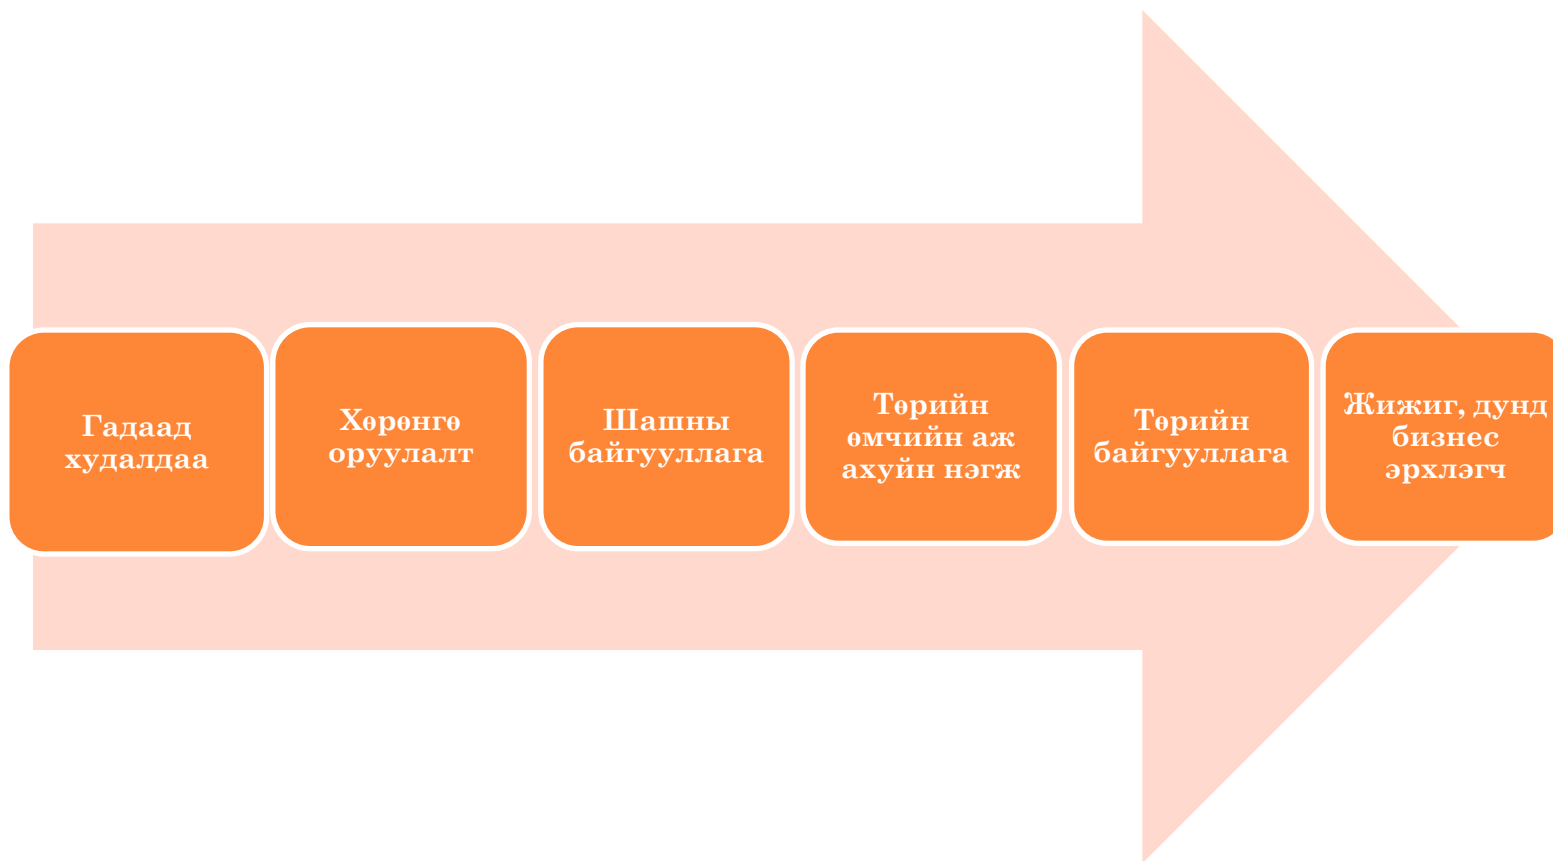 Гадаад
худалдаа
Хөрөнгө
оруулалт
Шашны
байгууллага
Төрийн
өмчийн аж
ахуйн нэгж
Төрийн
байгууллага
Жижиг, дунд
бизнес
эрхлэгч